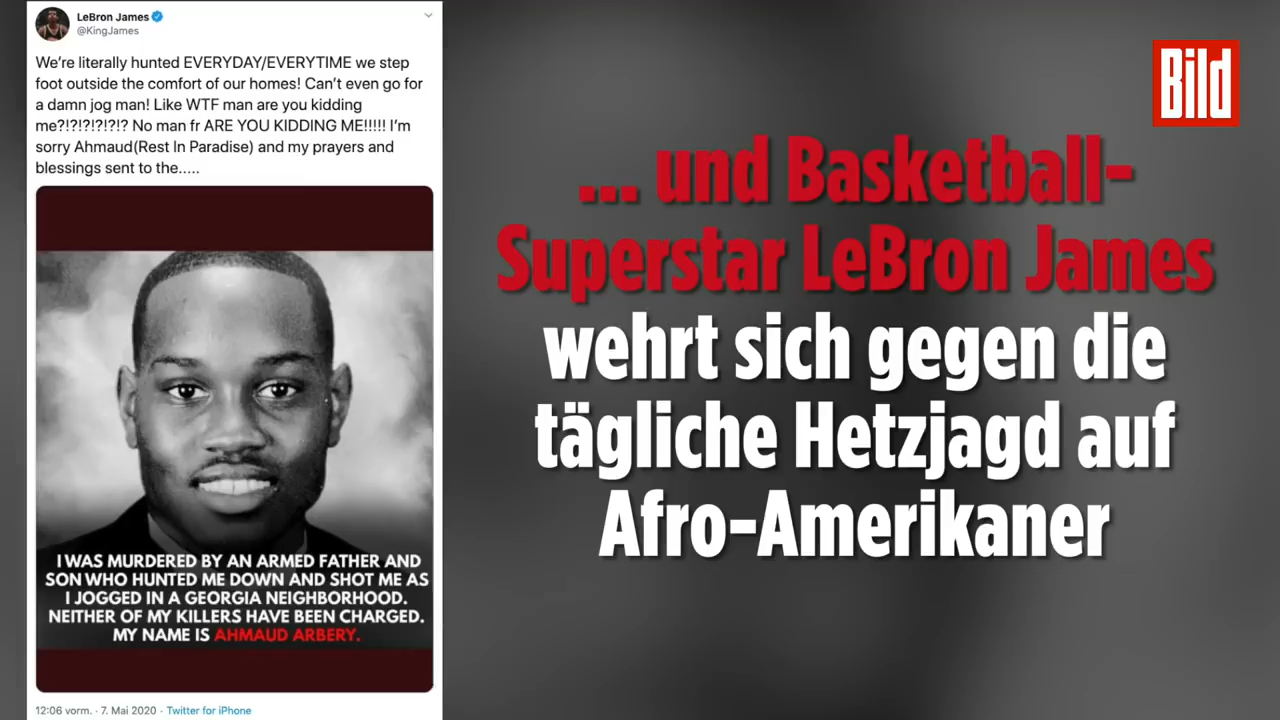 LeBron James
@KingJames
We're literally hunted EVERYDAY/EVERYTIME we step
foot outside the comfort of our homes! Can't even go for
a damn jog man! Like WTF man are you kidding
me?!?!?!?!?!? No man fr ARE YOU KIDDING ME!!!!! I'm
sorry Ahmaud(Rest In Paradise) and my prayers and
blessings sent to the.....
I WAS MURDERED BY AN ARMED FATHER AND
SON WHO HUNTED ME DOWN AND SHOT ME AS
I JOGGED IN A GEORGIA NEIGHBORHOOD.
NEITHER OF MY KILLERS HAVE BEEN CHARGED.
MY NAME IS AHMAUD ARBERY.
12:06 vorm. · 7. Mai 2020 · Twitter for iPhone
Bild
... und Basketball-
Superstar LeBron James
wehrt sich gegen die
tägliche Hetzjagd auf
Afro-Amerikaner